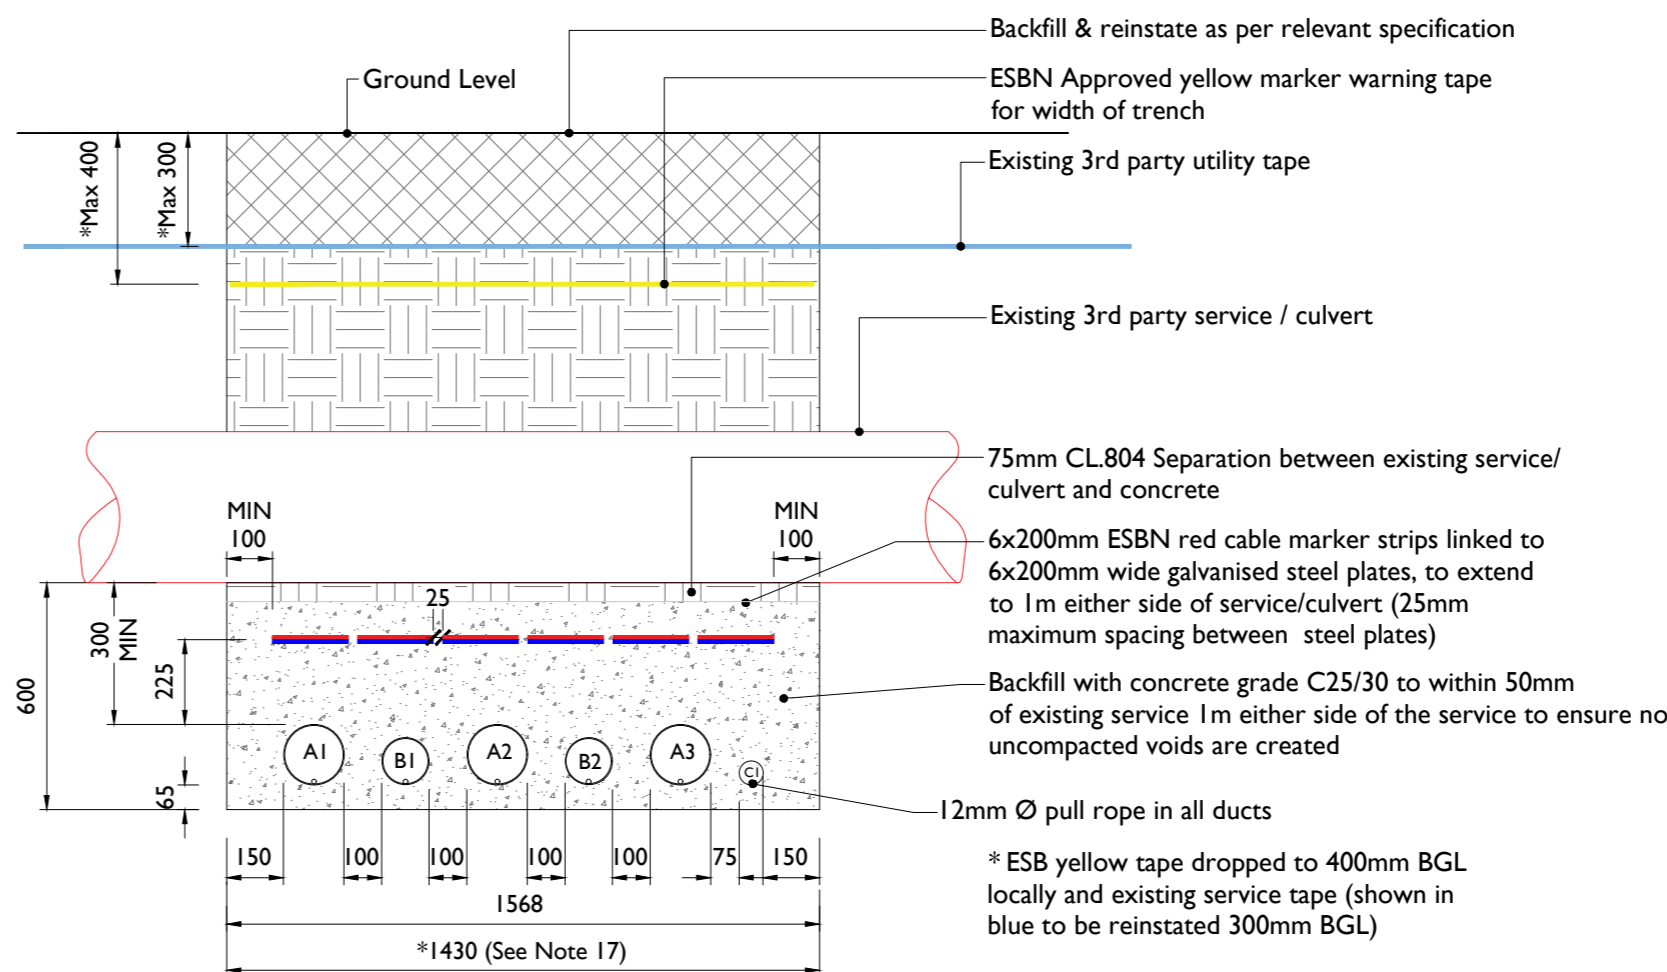 Backfill & reinstate as per relevant specification
Ground Level
ESBN Approved yellow marker warning tape
for width of trench
*Max 400
*Max 300
Existing 3rd party utility tape
Existing 3rd party service / culvert
75mm CL.804 Separation between existing service/
culvert and concrete
MIN
100
MIN
100
6x200mm ESBN red cable marker strips linked to
6x200mm wide galvanised steel plates, to extend
to 1m either side of service/culvert (25mm
maximum spacing between steel plates)
25
300
MIN
225
600
65
Backfill with concrete grade C25/30 to within 50mm
of existing service 1m either side of the service to ensure no
uncompacted voids are created
A1
B1
A2
B2
A3
C1
12mm Ø pull rope in all ducts
150
100
100
100
100
75
150
1568
*1430 (See Note 17)
* ESB yellow tape dropped to 400mm BGL
locally and existing service tape (shown in
blue to be reinstated 300mm BGL)